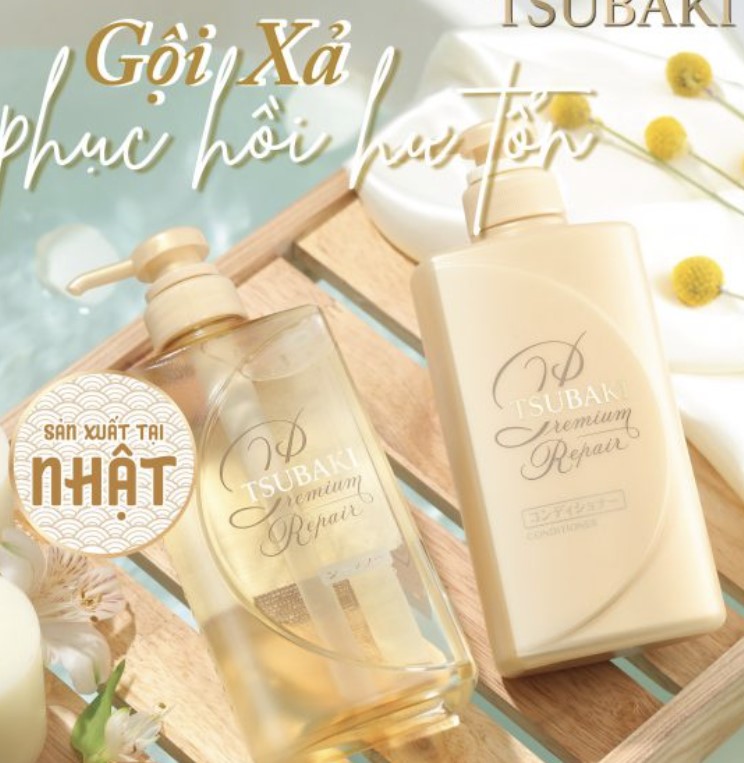 TSUBAKI
Gội Xả
phục hồi hư tổn
SẢN XUẤT TẠI
NHẬT
TSUBAKI
Premium
Repair
TSUBAKI
Premium
Repair
コンディショナー
CONDITIONER